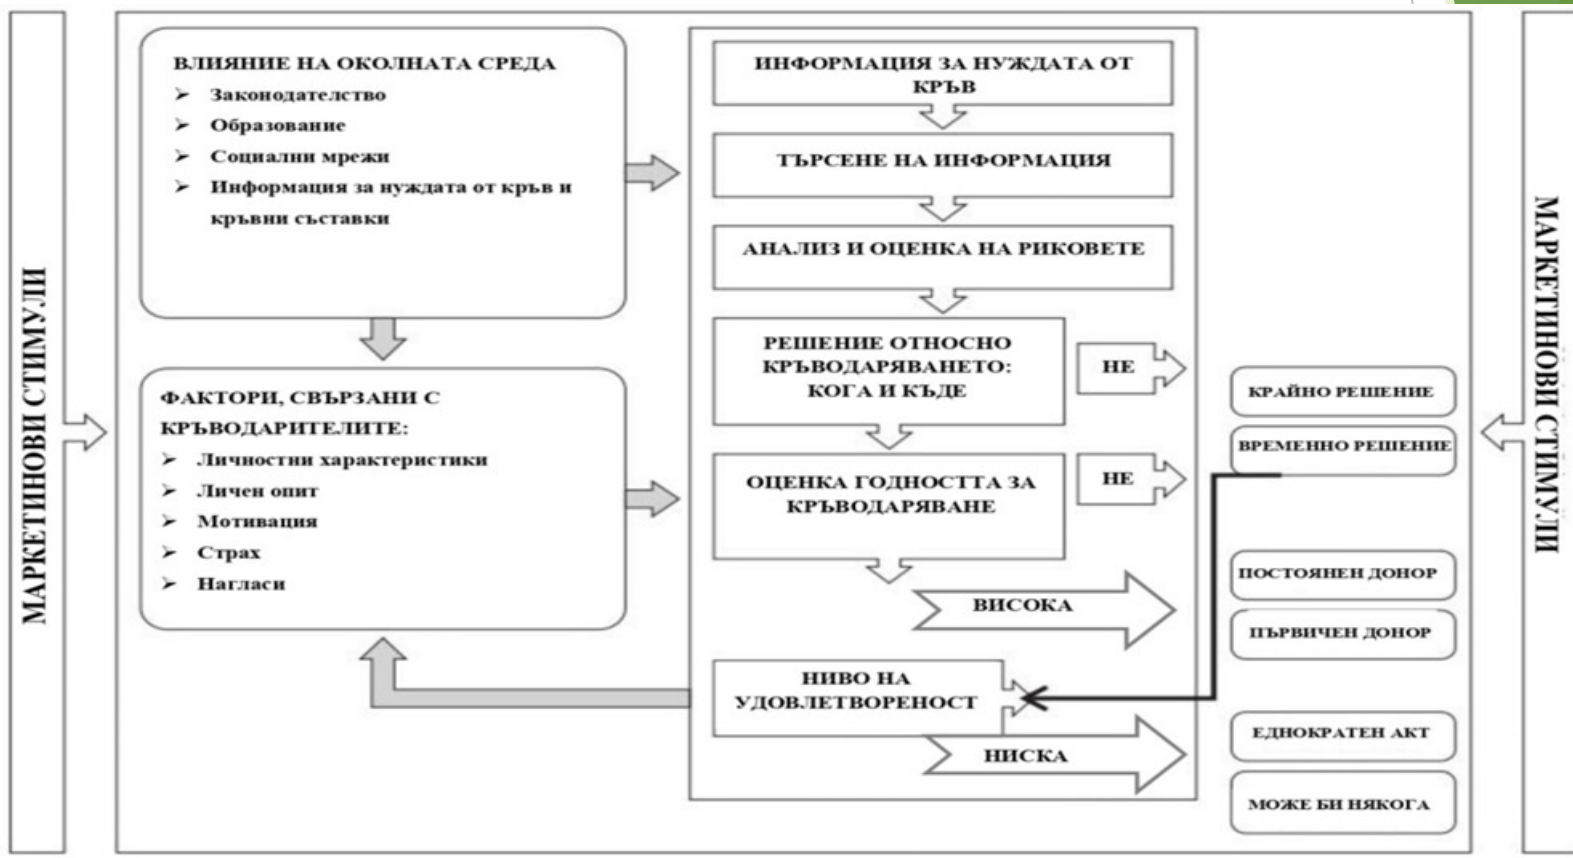 МАРКЕТИНОВИ СТИМУЛИ
ВЛИЯНИЕ НА ОКОЛНАТА СРЕДА
Законодателство
Образование
Социални мрежи
Информация за нуждата от кръв и
кръвни съставки
ФАКТОРИ, СВЪРЗАНИ С
КРЪВОДАРИТЕЛИТЕ:
Личностни характеристики
Личен опит
Мотивация
Страх
Нагласи
ИНФОРМАЦИЯ ЗА НУЖДАТА ОТ
КРЪВ
ТЪРСЕНЕ НА ИНФОРМАЦИЯ
АНАЛИЗ И ОЦЕНКА НА РИКОВЕТЕ
РЕШЕНИЕ ОТНОСНО
КРЪВОДАРЯВАНЕТО:
КОГА И КЪДЕ
НЕ
ОЦЕНКА ГОДНОСТТА ЗА
КРЪВОДАРЯВАНЕ
НЕ
ВИСОКА
НИВО НА
УДОВЛЕТВОРЕНОСТ
НИСКА
КРАЙНО РЕШЕНИЕ
ВРЕМЕННО РЕШЕНИЕ
ПОСТОЯНЕН ДОНОР
ПЪРВИЧЕН ДОНОР
ЕДНОКРАТЕН АКТ
МОЖЕ БИ НЯКОГА
МАРКЕТИНОВИ СТИМУЛИ